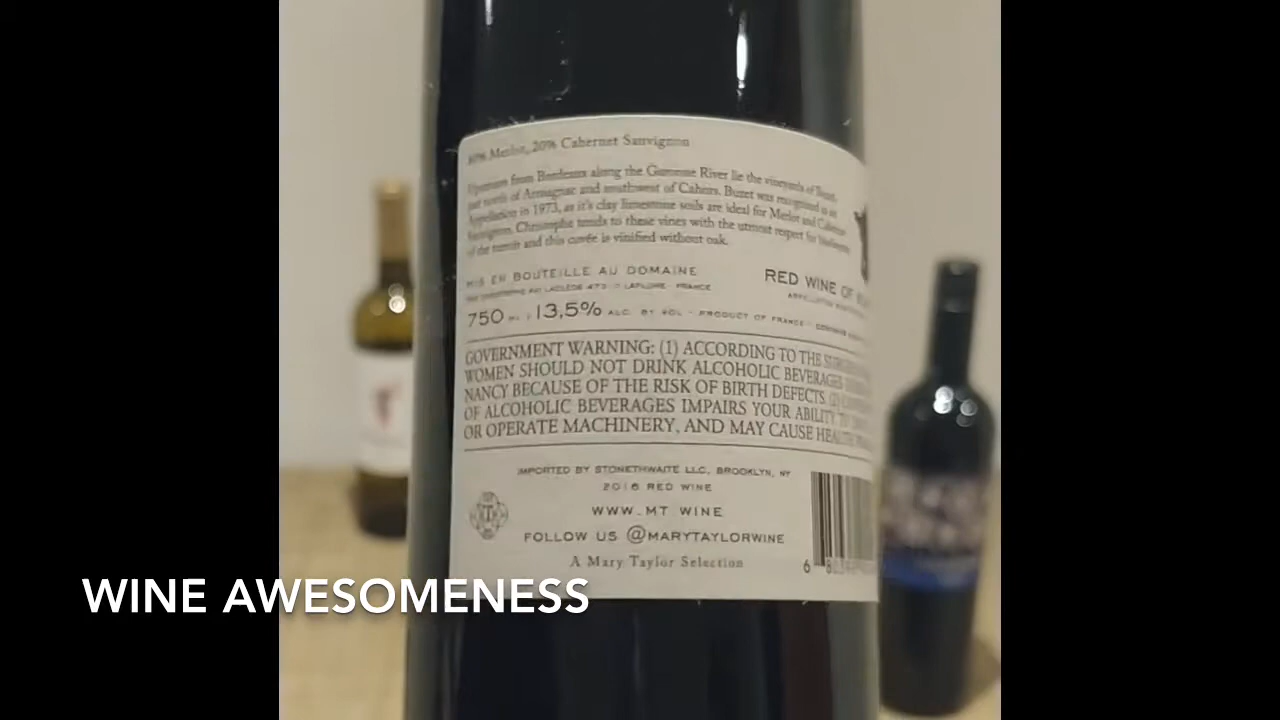 Merlot, 20% Cabernet Sauvignon
Upstream from Bordeaux along the Garonne River lie the vineyards of Buzet,
north of Armagnac and southwest of Cahors. Buzet was recognized as an
Appellation in 1973, as it's clay limestone soils are ideal for Merlot and Cabernet
Sauvignon. Christophe tends to these vines with the utmost respect for
of the terroir and this cuvée is vinified without oak.
MIS EN BOUTEILLE AU DOMAINE
RED WINE OF
LAPLUME - FRANCE
750 ML 13,5% ALC. BY VOL - PRODUCT OF FRANCE -
GOVERNMENT WARNING: (1) ACCORDING TO THE
WOMEN SHOULD NOT DRINK ALCOHOLIC BEVERAGES
NANCY BECAUSE OF THE RISK OF BIRTH DEFECTS.
OF ALCOHOLIC BEVERAGES IMPAIRS YOUR ABILITY TO
OR OPERATE MACHINERY, AND MAY CAUSE
IMPORTED BY STONETHWAITE LLC, BROOKLYN, NY
2016 RED WINE
WWW.MT.WINE
FOLLOW US @MARYTAYLORWINE
A Mary Taylor Selection
6
WINE AWESOMENESS